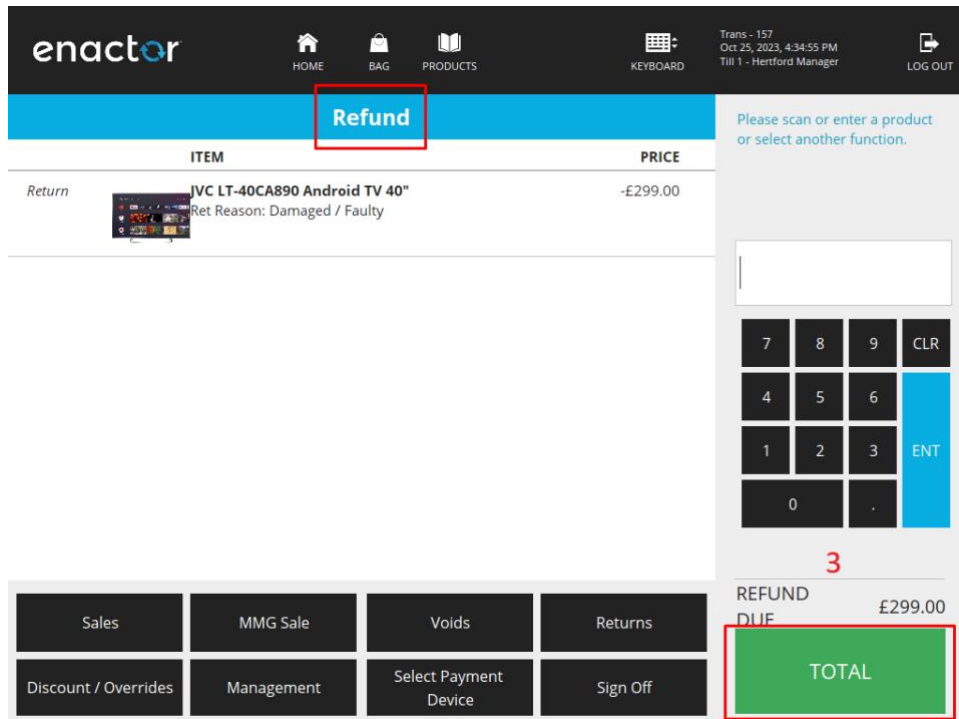 enactor
HOME
BAG
PRODUCTS
KEYBOARD
Trans - 157
Oct 25, 2023, 4:34:55 PM
Till 1 - Hertford Manager
LOG OUT
Refund
Please scan or enter a product
or select another function.
ITEM PRICE
Return JVC LT-40CA890 Android TV 40" -£299.00
Ret Reason: Damaged / Faulty
7 8 9 CLR
4 5 6
1 2 3 ENT
0 .
3
REFUND
DUE £299.00
Sales MMG Sale Voids Returns
TOTAL
Discount / Overrides Management Select Payment
Device Sign Off